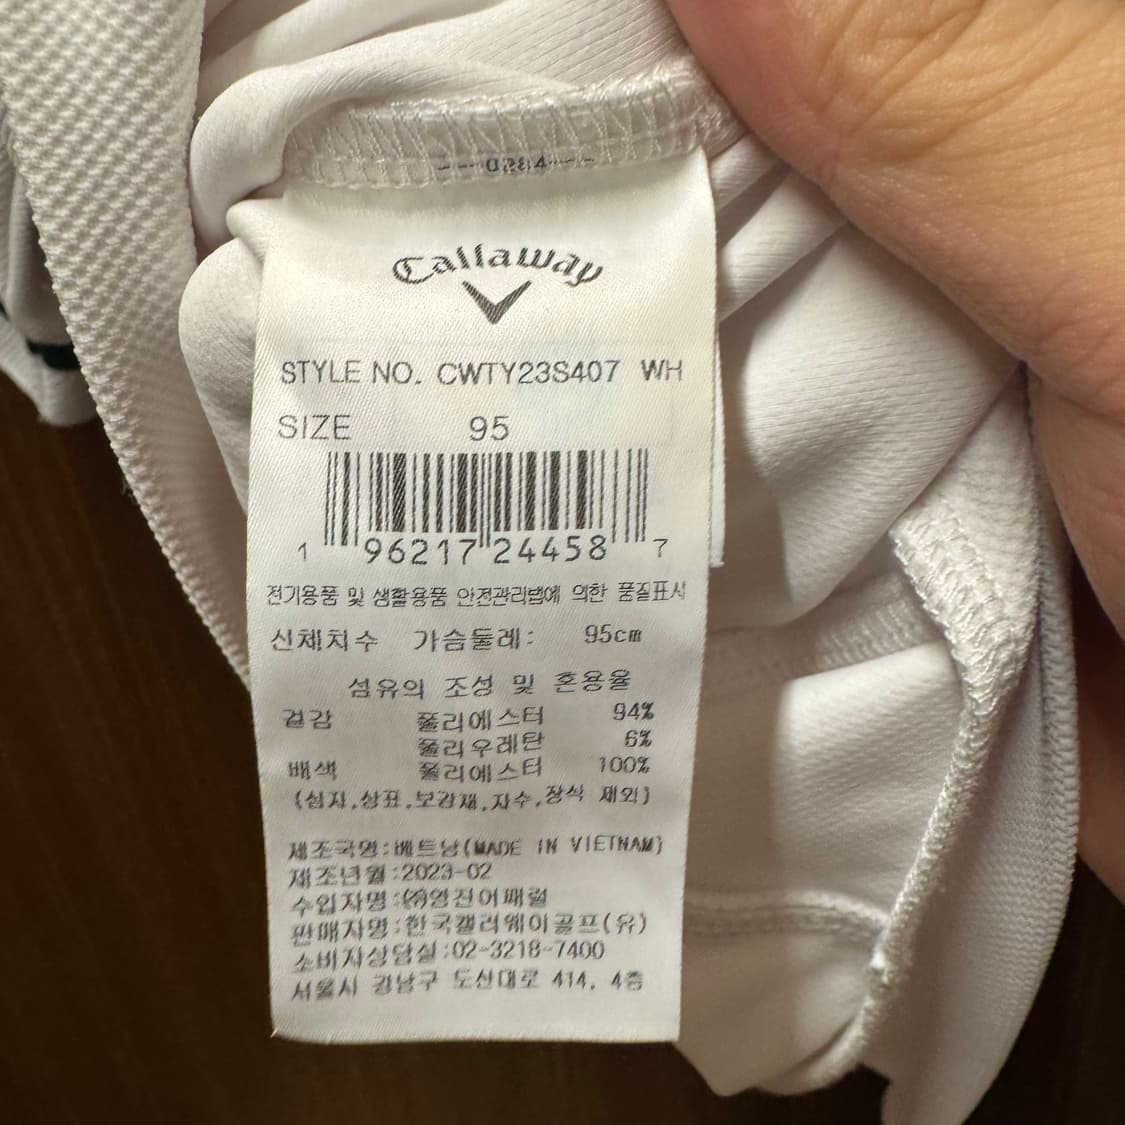 ---0284---
Callaway
STYLE NO. CWTY23S407 WH
SIZE 95
1 96217 24458 7
전기용품 및 생활용품 안전관리법에 의한 품질표시
신체치수 가슴둘레: 95cm
섬유의 조성 및 혼용율
겉감 폴리에스터 94%
폴리우레탄 6%
배색 폴리에스터 100%
(심지,상표,보강재,자수,장식 제외)
제조국명:베트남(MADE IN VIETNAM)
제조년월:2023-02
수입자명:㈜영진어패럴
판매자명:한국캘러웨이골프(유)
소비자상담실:02-3218-7400
서울시 강남구 도산대로 414, 4층